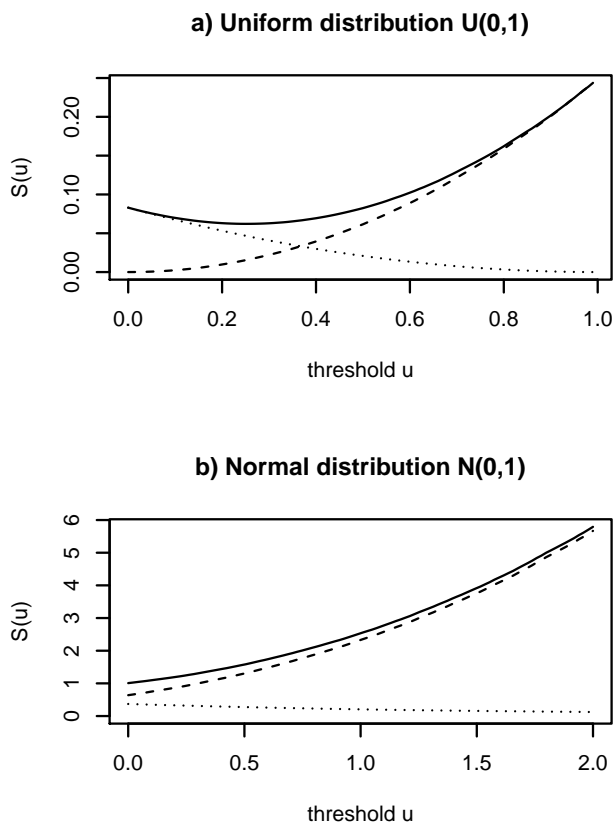 a) Uniform distribution U(0,1)
S(u)
0.20
0.10
0.00
0.0 0.2 0.4 0.6 0.8 1.0
threshold u
b) Normal distribution N(0,1)
S(u)
6
5
4
3
2
1
0
0.0 0.5 1.0 1.5 2.0
threshold u